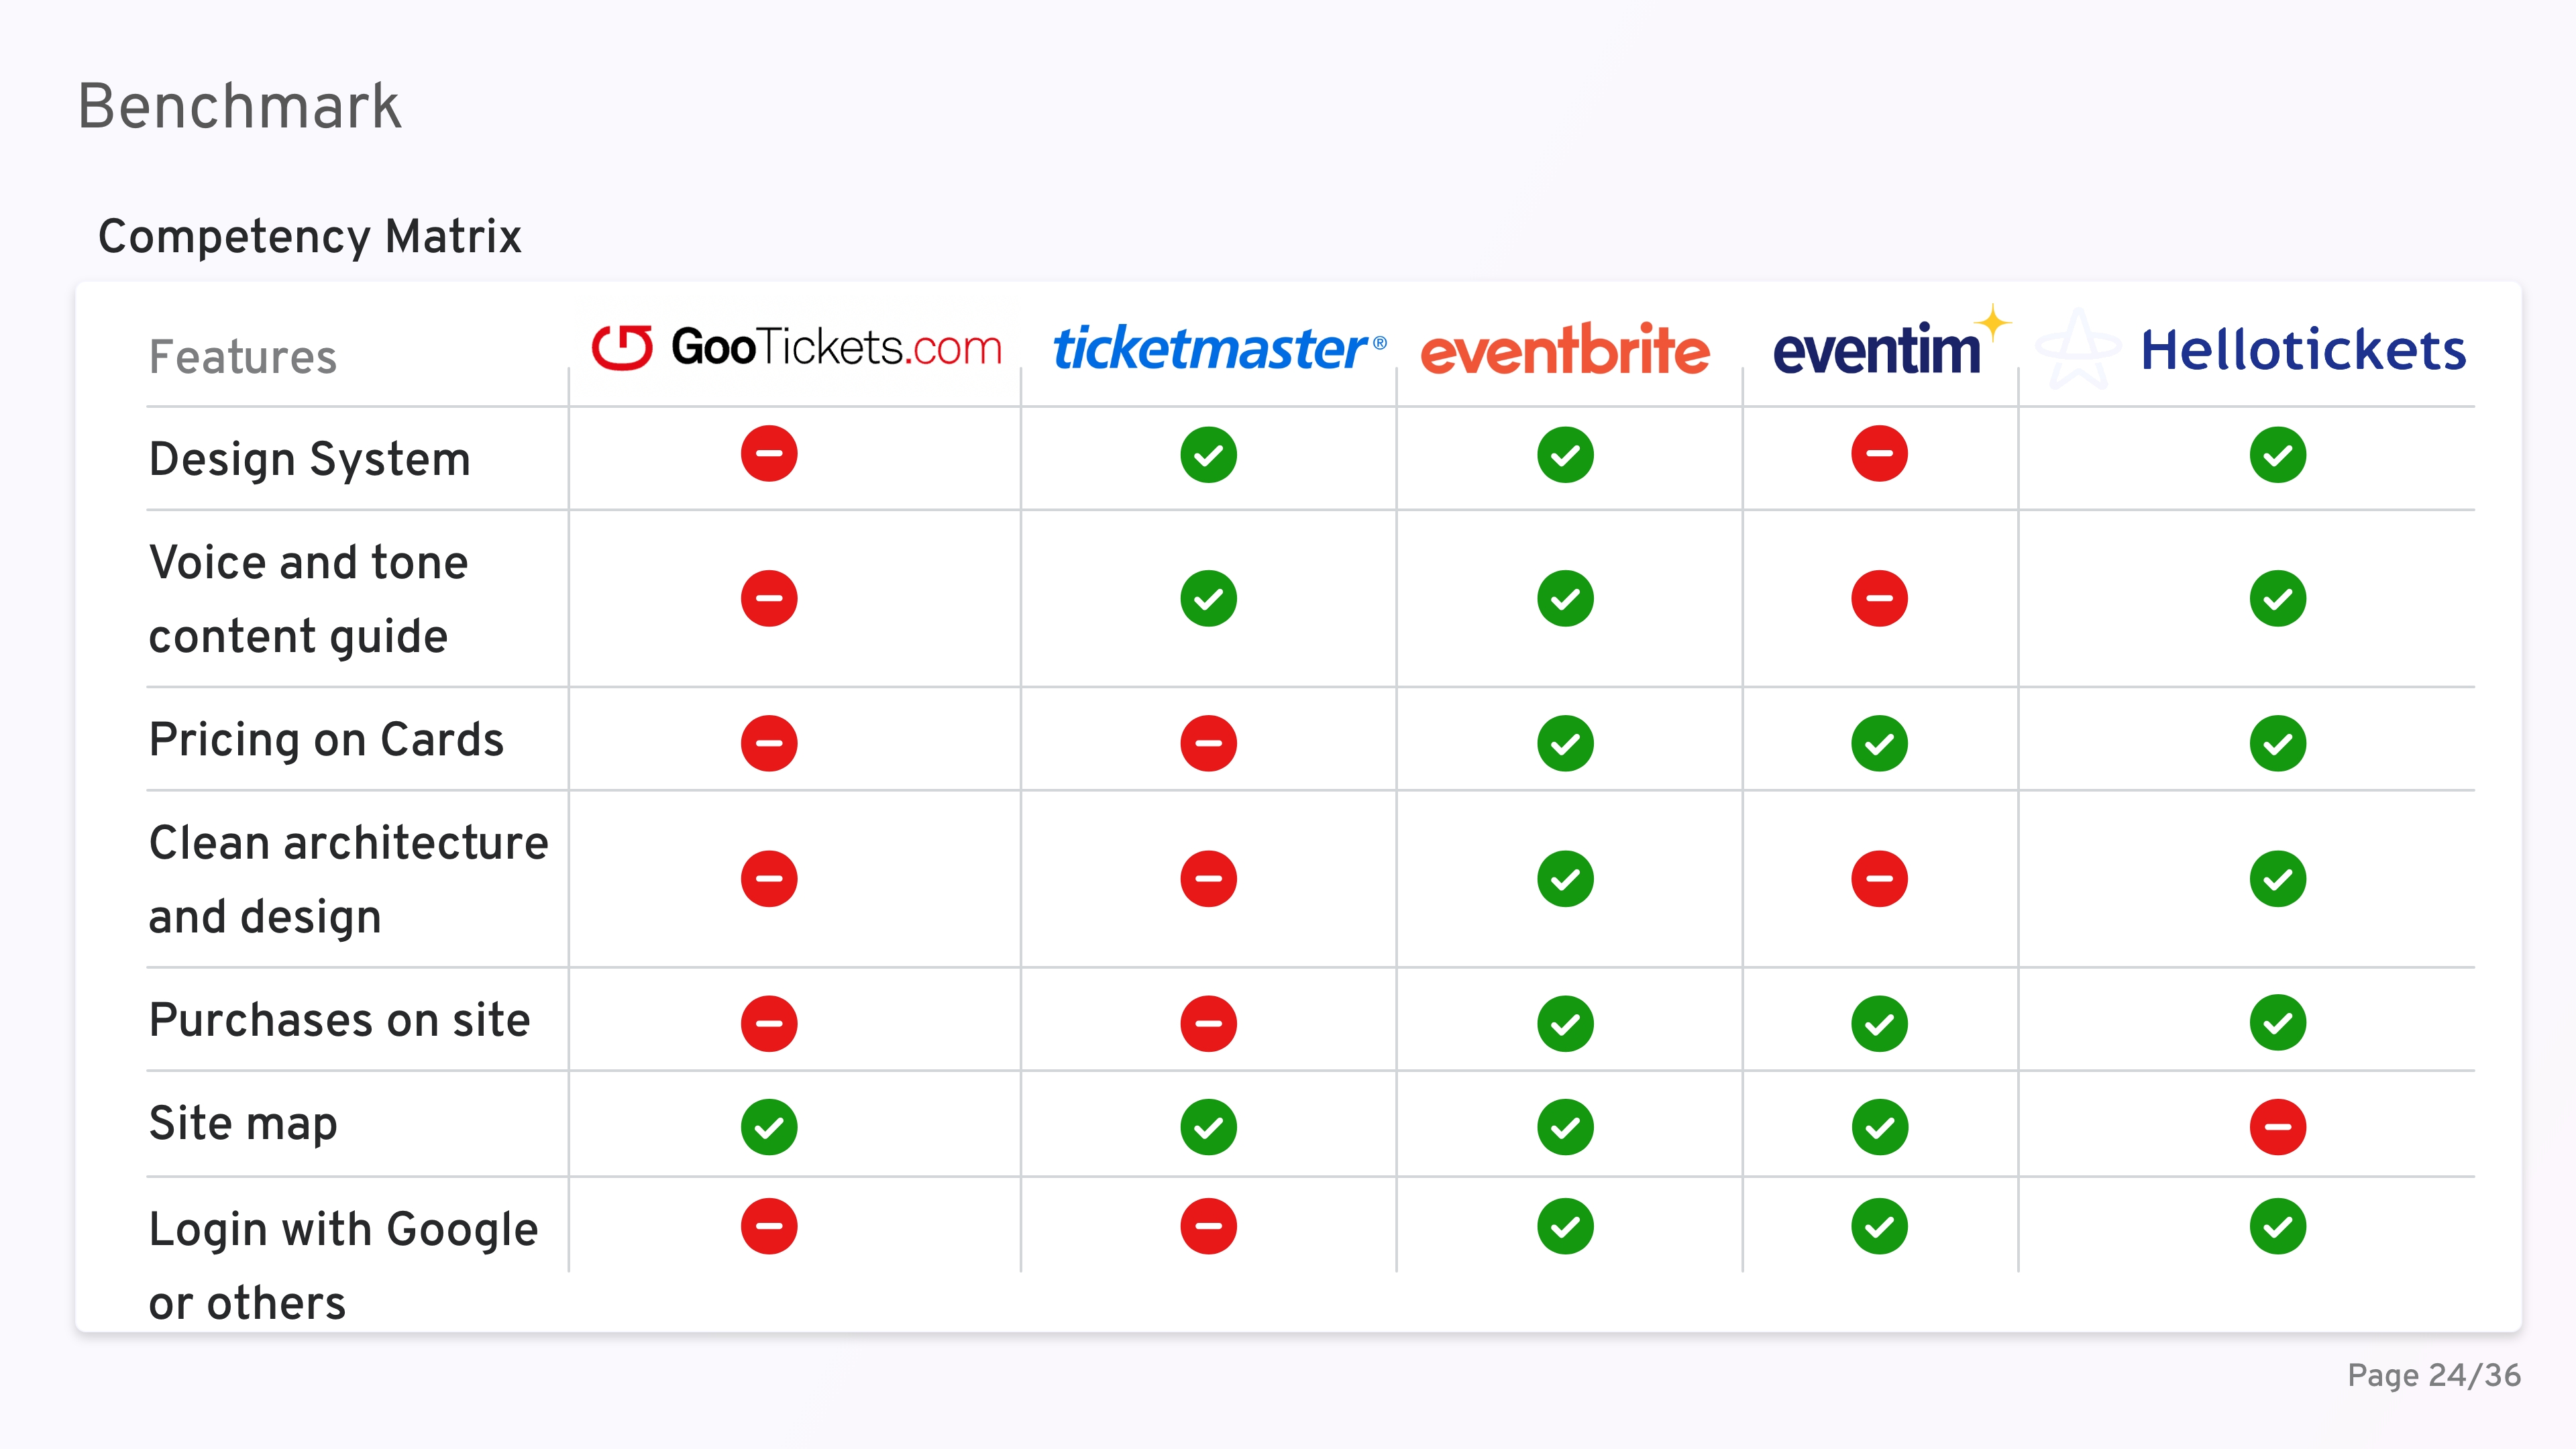 Benchmark
Competency Matrix
Features
GooTickets.com
ticketmaster®
eventbrite
eventim
Hellotickets
Design System
Voice and tone
content guide
Pricing on Cards
Clean architecture
and design
Purchases on site
Site map
Login with Google
or others
Page 24/36